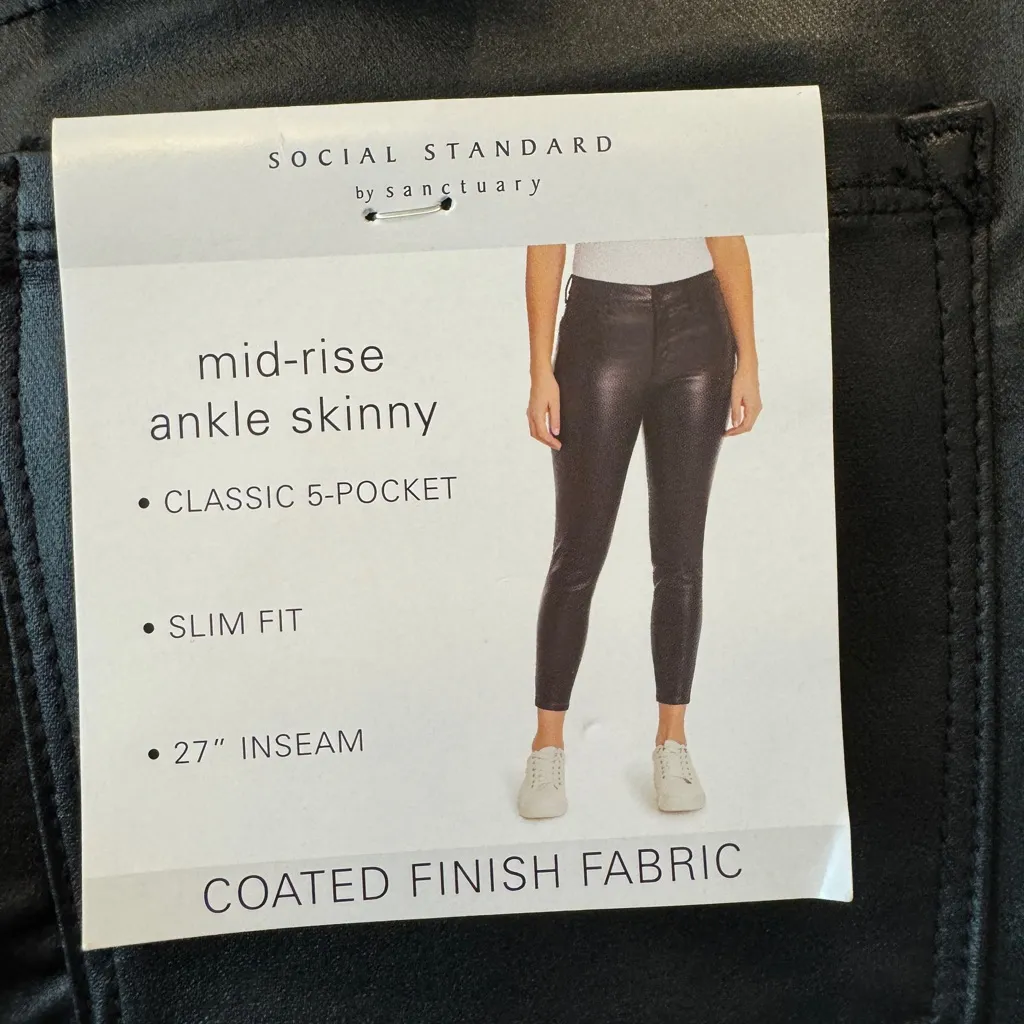 SOCIAL STANDARD
by sanctuary
mid-rise
ankle skinny
• CLASSIC 5-POCKET
• SLIM FIT
• 27” INSEAM
COATED FINISH FABRIC